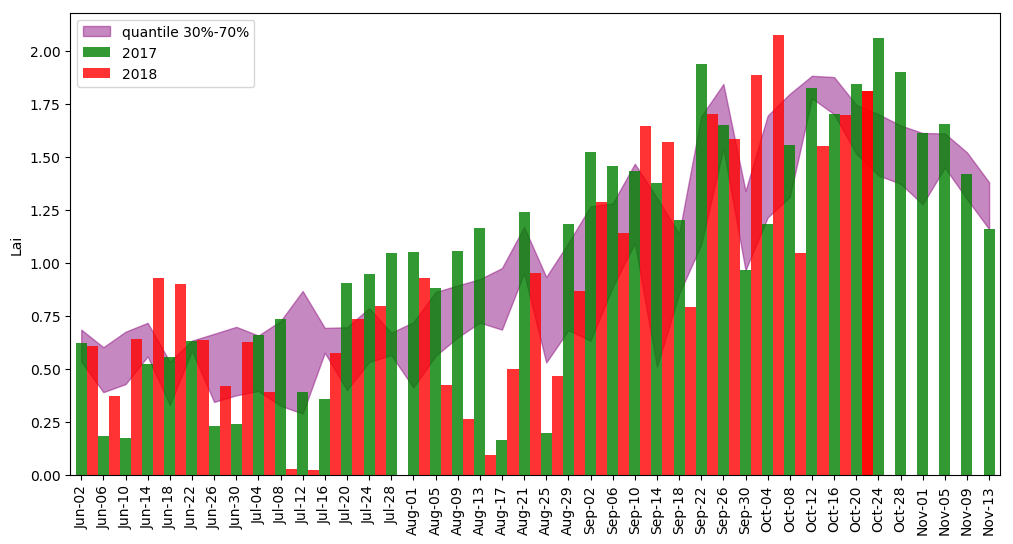 quantile 30%-70%
2017
2018
2.00
1.75
1.50
1.25
1.00
0.75
0.50
0.25
0.00
Lai
Jun-02
Jun-06
Jun-10
Jun-14
Jun-18
Jun-22
Jun-26
Jun-30
Jul-04
Jul-08
Jul-12
Jul-16
Jul-20
Jul-24
Jul-28
Aug-01
Aug-05
Aug-09
Aug-13
Aug-17
Aug-21
Aug-25
Aug-29
Sep-02
Sep-06
Sep-10
Sep-14
Sep-18
Sep-22
Sep-26
Sep-30
Oct-04
Oct-08
Oct-12
Oct-16
Oct-20
Oct-24
Oct-28
Nov-01
Nov-05
Nov-09
Nov-13